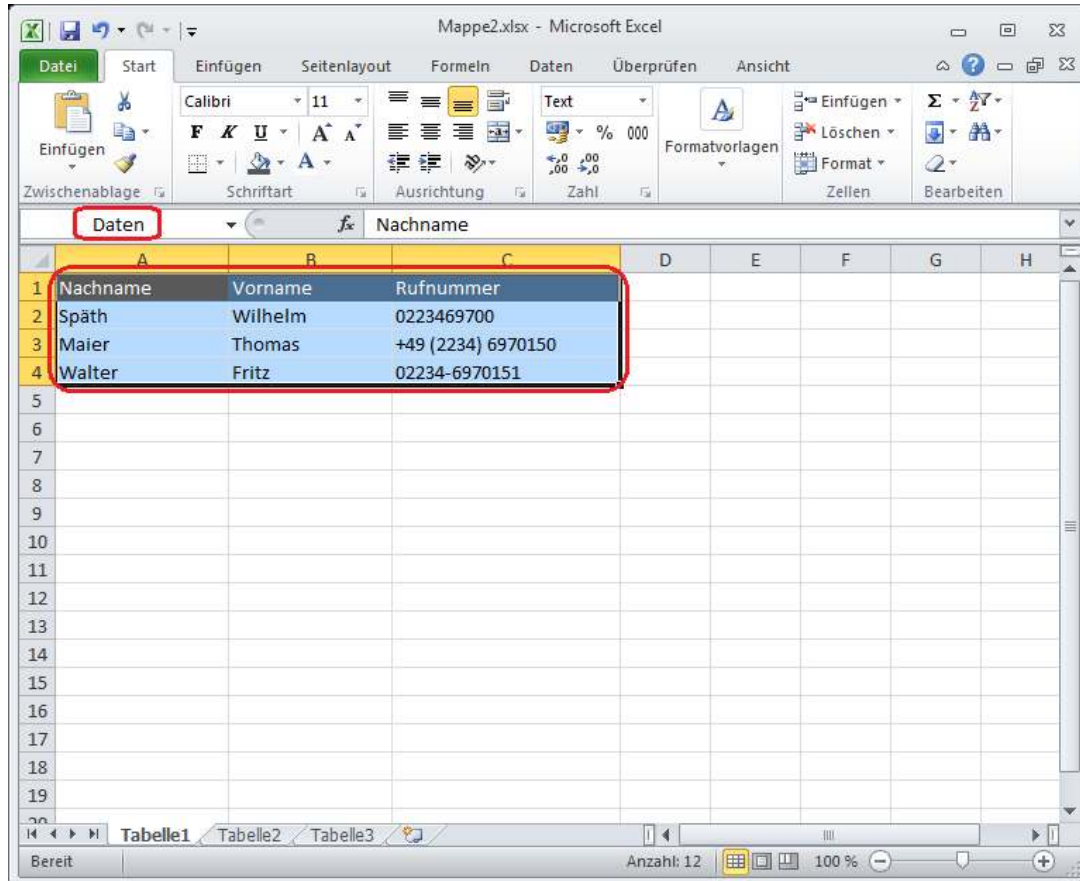 Mappe2.xlsx - Microsoft Excel
Datei Start Einfügen Seitenlayout Formeln Daten Überprüfen Ansicht
Calibri 11 Text Einfügen Σ
Einfügen F K U A A % 000 Formatvorlagen Löschen
A ,00 ,0 Format
Zwischenablage Schriftart Ausrichtung Zahl Zellen Bearbeiten
Daten fx Nachname
A B C D E F G H
1 Nachname Vorname Rufnummer
2 Späth Wilhelm 0223469700
3 Maier Thomas +49 (2234) 6970150
4 Walter Fritz 02234-6970151
5
6
7
8
9
10
11
12
13
14
15
16
17
18
19
20
Tabelle1 Tabelle2 Tabelle3
Bereit Anzahl: 12 100 %